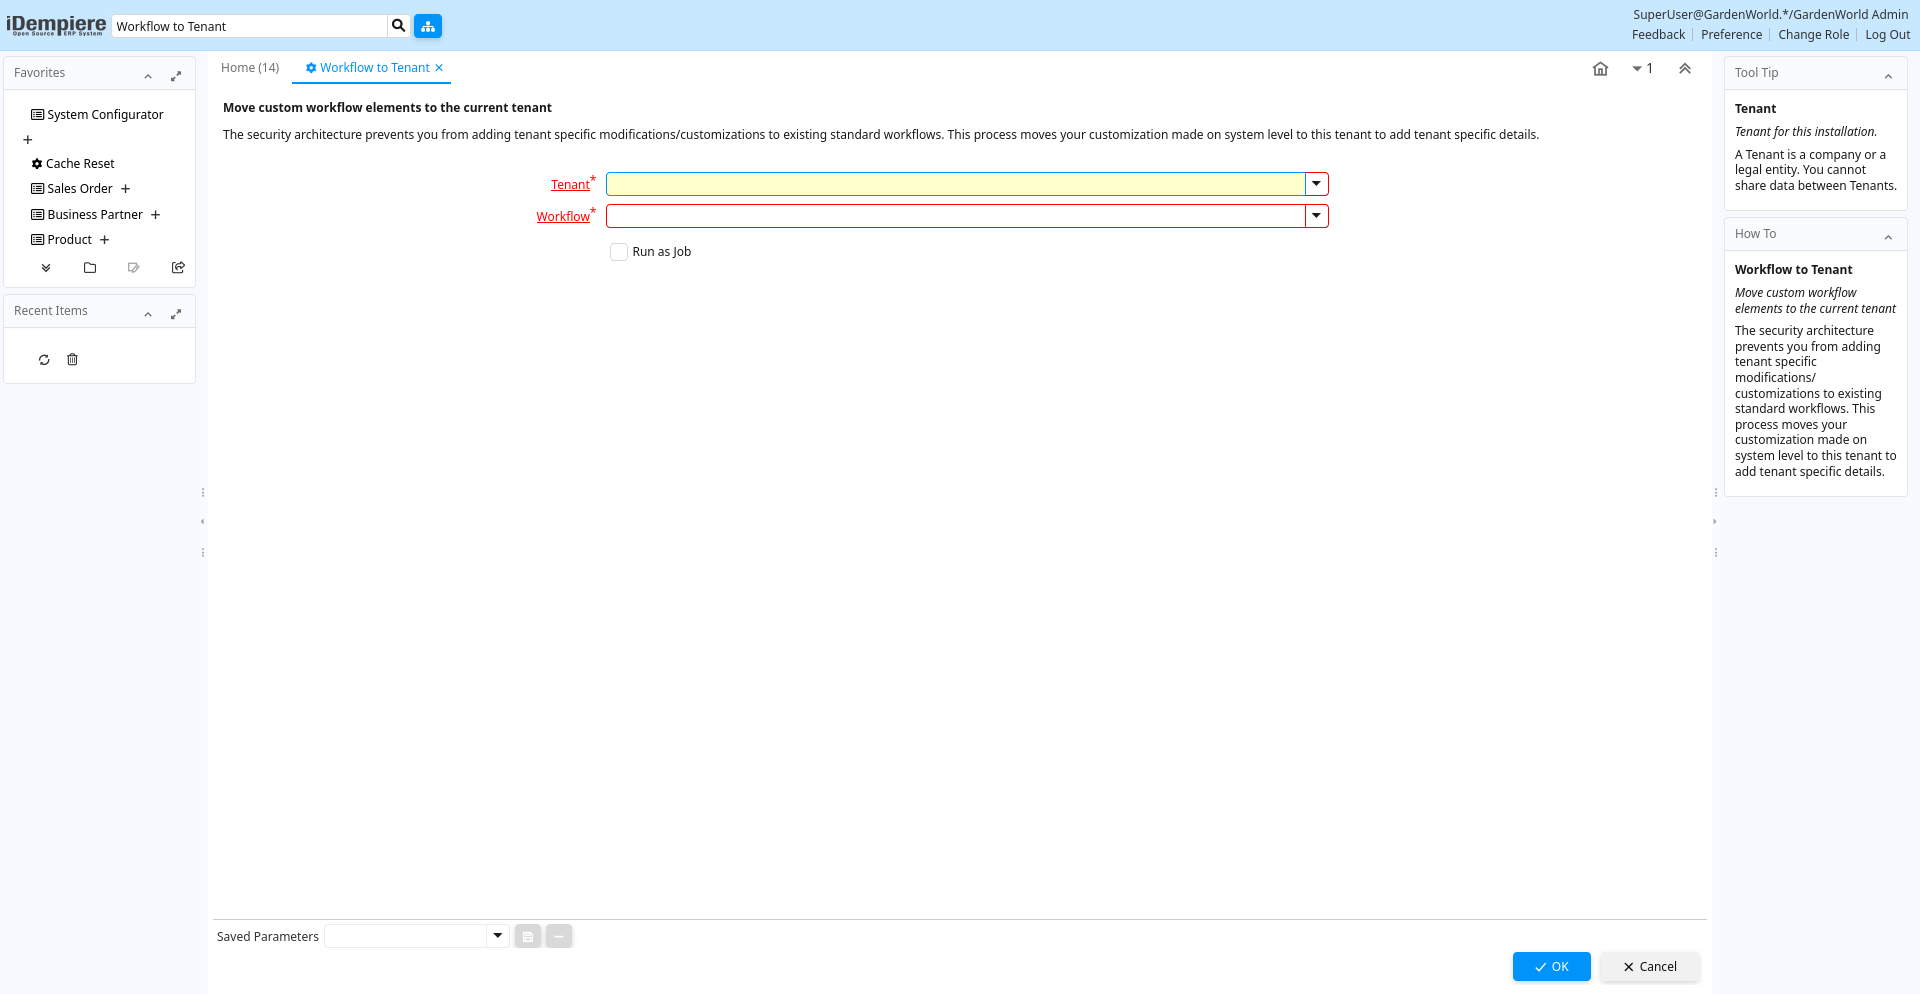 iDempiere
Open Source ERP System
Workflow to Tenant
SuperUser@GardenWorld.*/GardenWorld Admin
Feedback
Preference
Change Role
Log Out
Favorites
System Configurator
Cache Reset
Sales Order
Business Partner
Product
Recent Items
Home (14)
Workflow to Tenant
1
Move custom workflow elements to the current tenant
The security architecture prevents you from adding tenant specific modifications/customizations to existing standard workflows. This process moves your customization made on system level to this tenant to add tenant specific details.
Tenant*
Workflow*
Run as Job
Saved Parameters
OK
Cancel
Tool Tip
Tenant
Tenant for this installation.
A Tenant is a company or a
legal entity. You cannot
share data between Tenants.
How To
Workflow to Tenant
Move custom workflow
elements to the current tenant
The security architecture
prevents you from adding
tenant specific
modifications/
customizations to existing
standard workflows. This
process moves your
customization made on
system level to this tenant to
add tenant specific details.